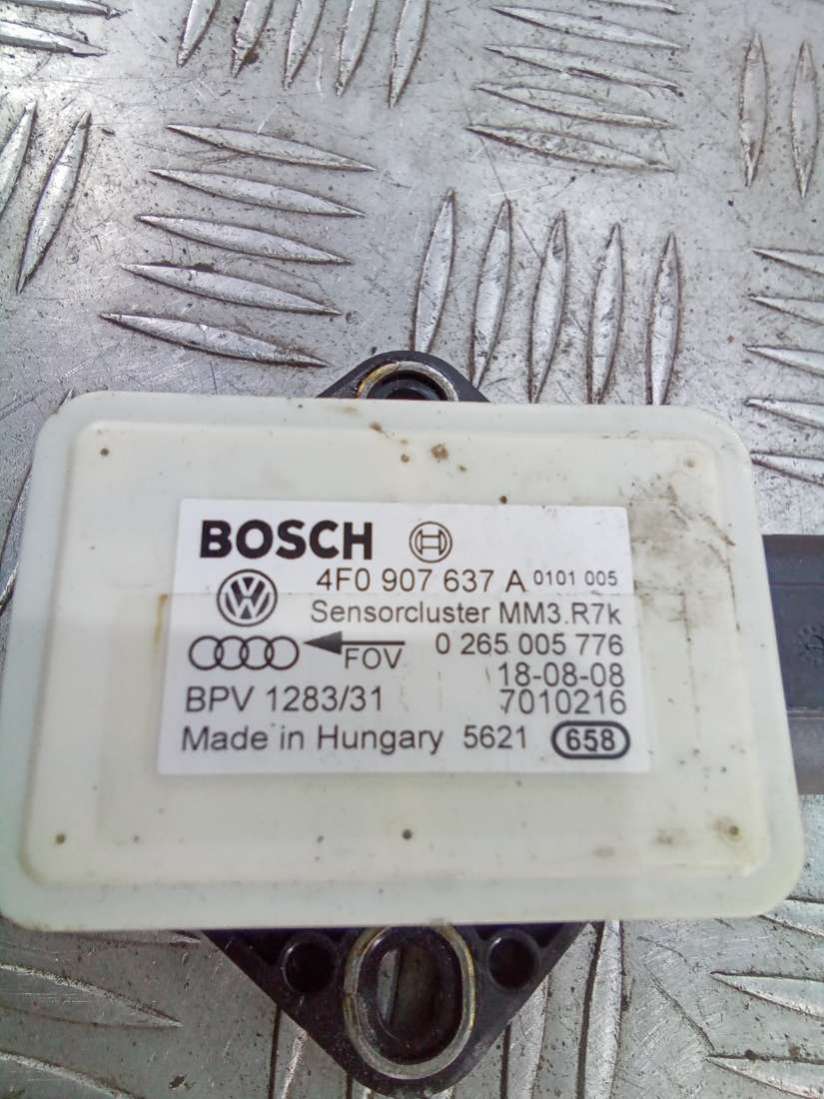 BOSCH
4F0 907 637 A 0101 005
Sensorcluster MM3.R7k
FOV 0 265 005 776
18-08-08
BPV 1283/31 7010216
Made in Hungary 5621 658